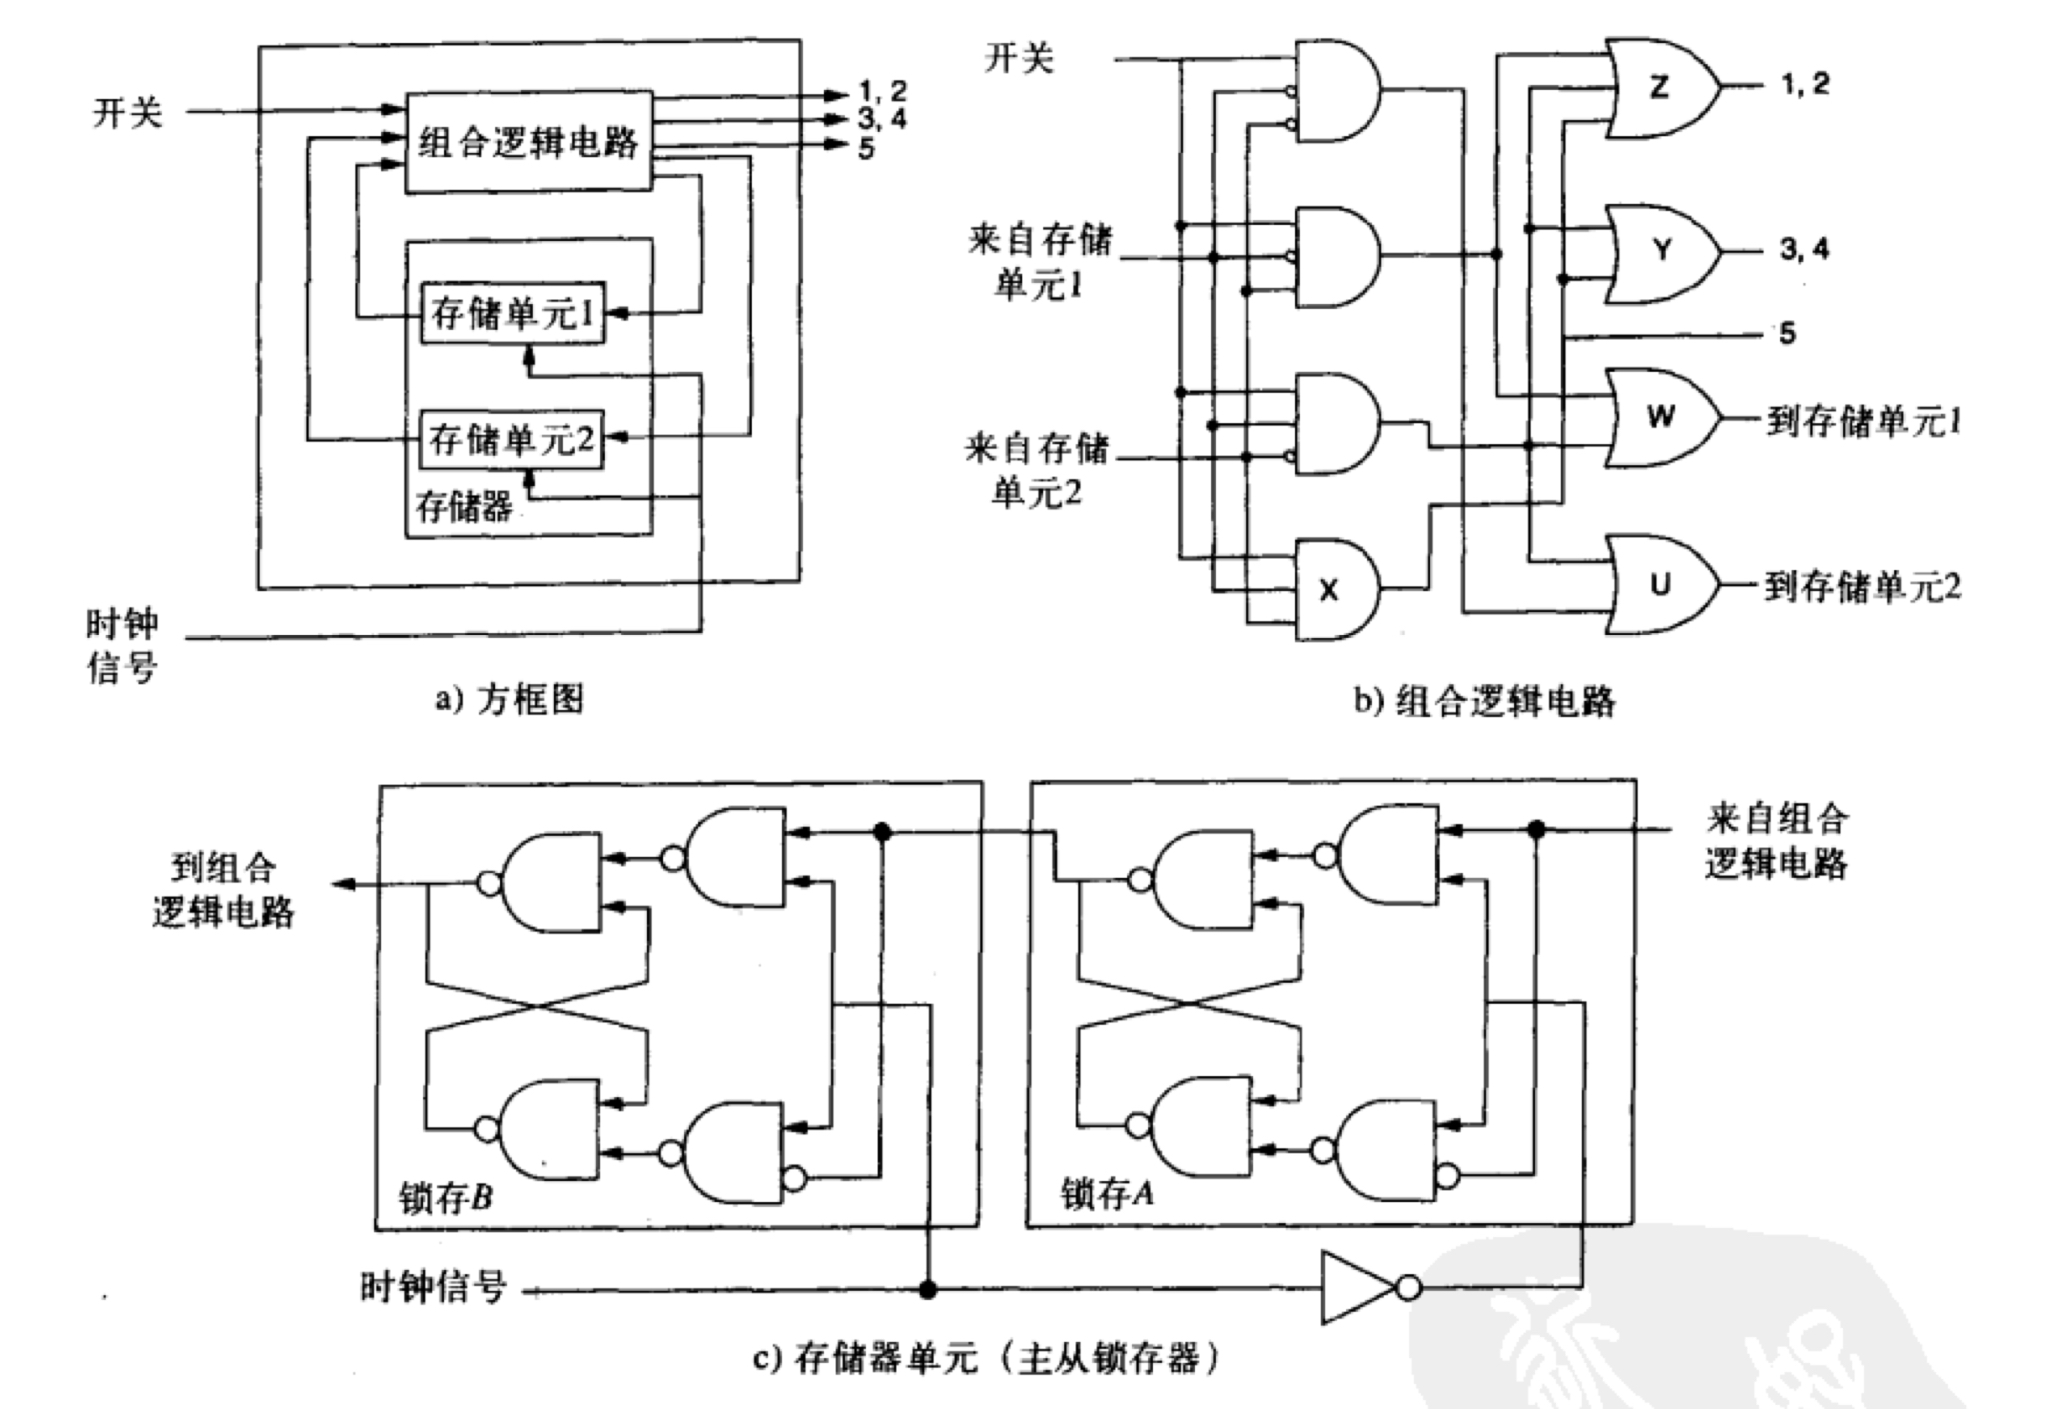 开关
组合逻辑电路
1, 2
3, 4
5
存储单元1
存储单元2
存储器
时钟
信号
a) 方框图
开关
来自存储
单元1
来自存储
单元2
X
Z
Y
W
U
1, 2
3, 4
5
到存储单元1
到存储单元2
b) 组合逻辑电路
到组合
逻辑电路
来自组合
逻辑电路
锁存B
锁存A
时钟信号
c) 存储器单元（主从锁存器）